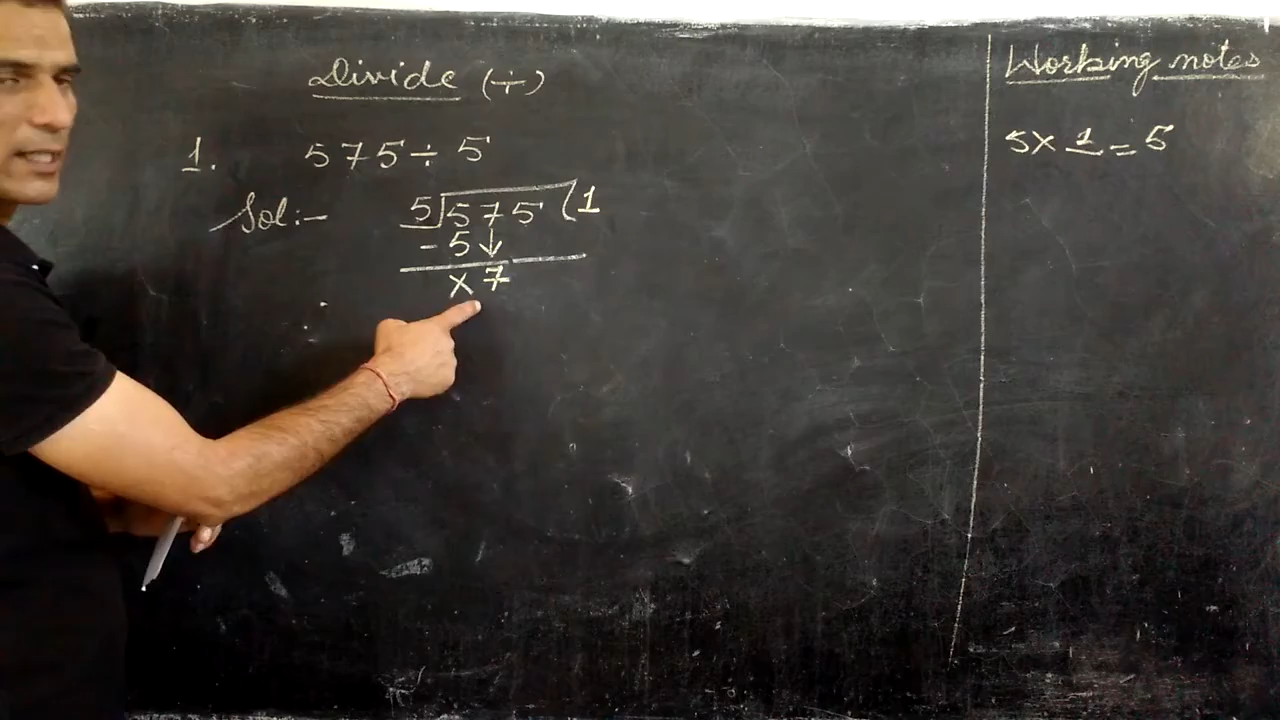 Divide (÷)
1. 575 ÷ 5
Sol:- 5)575(1
- 5↓
x 7
Working notes
5 x 1 = 5